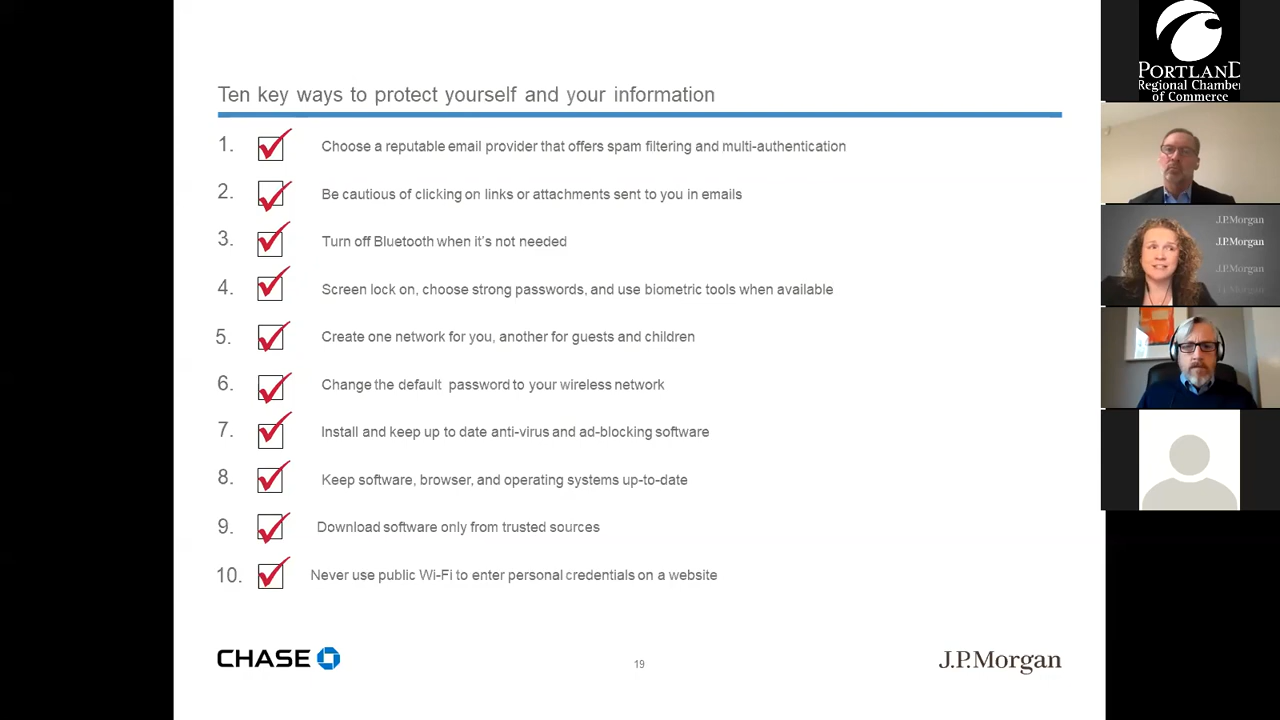 Ten key ways to protect yourself and your information
1. Choose a reputable email provider that offers spam filtering and multi-authentication
2. Be cautious of clicking on links or attachments sent to you in emails
3. Turn off Bluetooth when it's not needed
4. Screen lock on, choose strong passwords, and use biometric tools when available
5. Create one network for you, another for guests and children
6. Change the default password to your wireless network
7. Install and keep up to date anti-virus and ad-blocking software
8. Keep software, browser, and operating systems up-to-date
9. Download software only from trusted sources
10. Never use public Wi-Fi to enter personal credentials on a website
CHASE
19
J.P.Morgan
PORTLAND
Regional Chamber
of Commerce
J.P.Morgan
J.P.Morgan
J.P.Morgan
J.P.Morgan